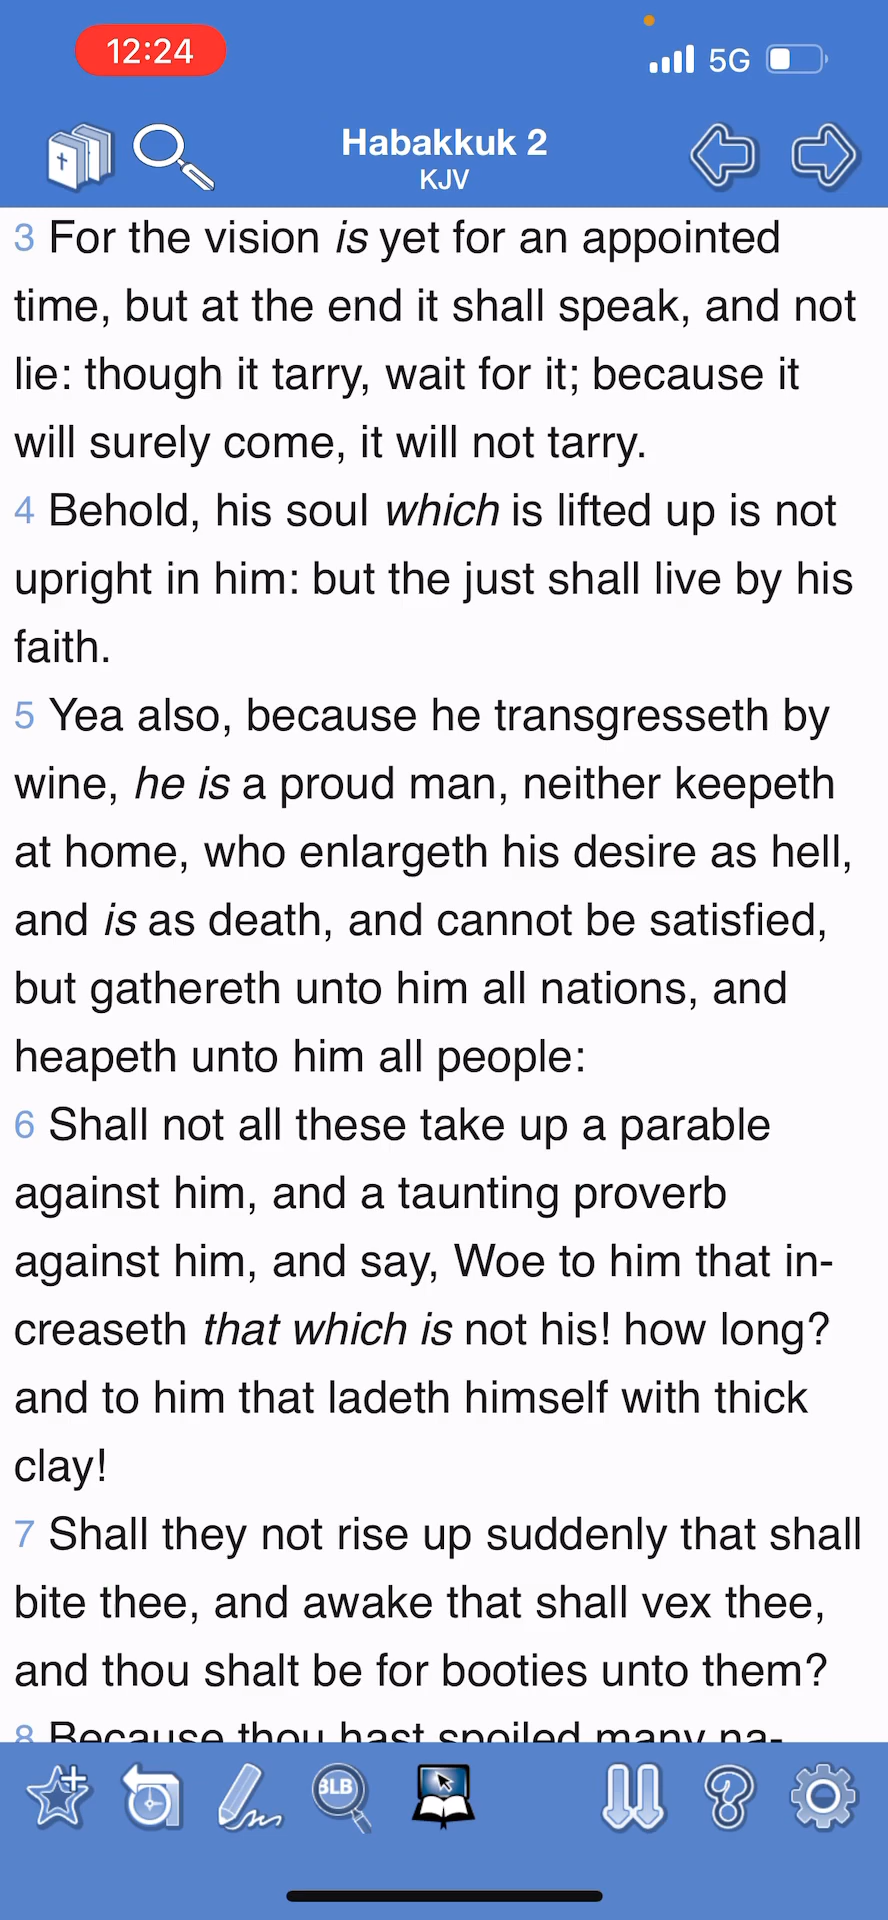 12:24
5G
Habakkuk 2
KJV
3 For the vision is yet for an appointed
time, but at the end it shall speak, and not
lie: though it tarry, wait for it; because it
will surely come, it will not tarry.
4 Behold, his soul which is lifted up is not
upright in him: but the just shall live by his
faith.
5 Yea also, because he transgresseth by
wine, he is a proud man, neither keepeth
at home, who enlargeth his desire as hell,
and is as death, and cannot be satisfied,
but gathereth unto him all nations, and
heapeth unto him all people:
6 Shall not all these take up a parable
against him, and a taunting proverb
against him, and say, Woe to him that in-
creaseth that which is not his! how long?
and to him that ladeth himself with thick
clay!
7 Shall they not rise up suddenly that shall
bite thee, and awake that shall vex thee,
and thou shalt be for booties unto them?
8 Because thou hast spoiled many na-
BLB